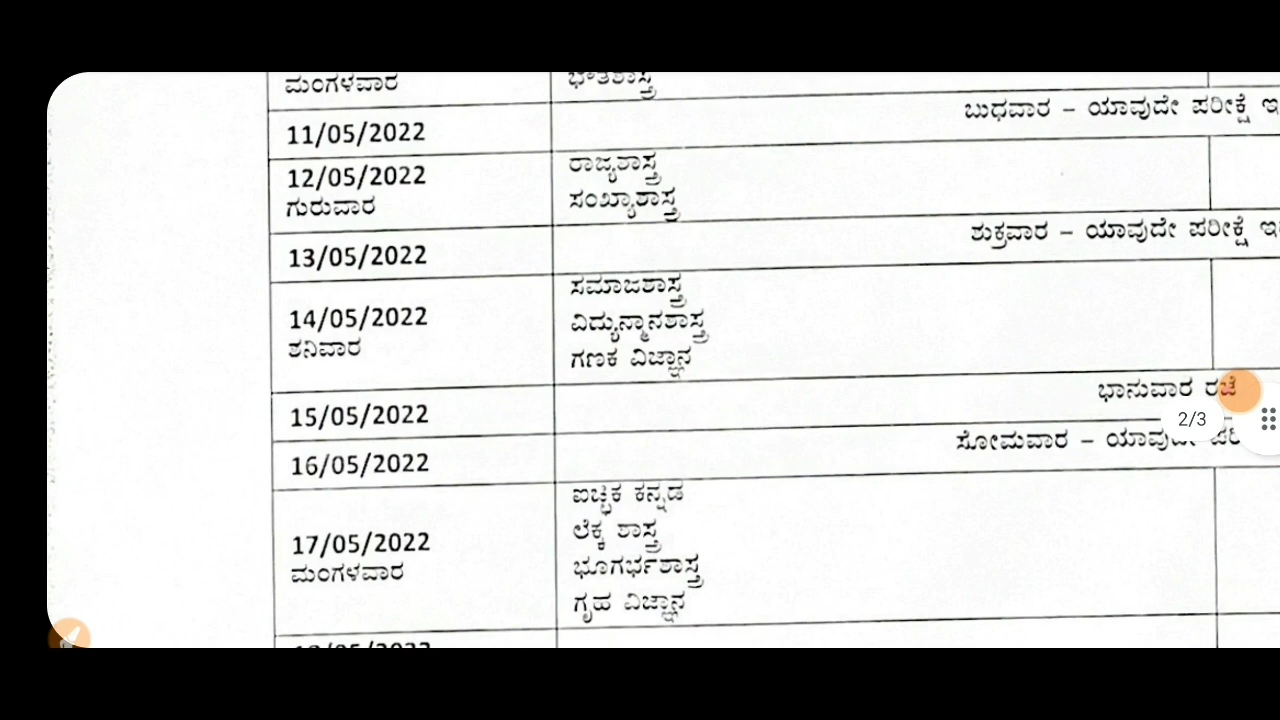 ಮಂಗಳವಾರ
ಭೌತಶಾಸ್ತ್ರ
11/05/2022
ಬುಧವಾರ – ಯಾವುದೇ ಪರೀಕ್ಷೆ
12/05/2022
ಗುರುವಾರ
ರಾಜ್ಯಶಾಸ್ತ್ರ
ಸಂಖ್ಯಾಶಾಸ್ತ್ರ
13/05/2022
ಶುಕ್ರವಾರ – ಯಾವುದೇ ಪರೀಕ್ಷೆ
14/05/2022
ಶನಿವಾರ
ಸಮಾಜಶಾಸ್ತ್ರ
ವಿದ್ಯುನ್ಮಾನಶಾಸ್ತ್ರ
ಗಣಕ ವಿಜ್ಞಾನ
15/05/2022
ಭಾನುವಾರ ರಜೆ
2/3
16/05/2022
ಸೋಮವಾರ – ಯಾವುದೇ
17/05/2022
ಮಂಗಳವಾರ
ಐಚ್ಛಿಕ ಕನ್ನಡ
ಲೆಕ್ಕ ಶಾಸ್ತ್ರ
ಭೂಗರ್ಭಶಾಸ್ತ್ರ
ಗೃಹ ವಿಜ್ಞಾನ